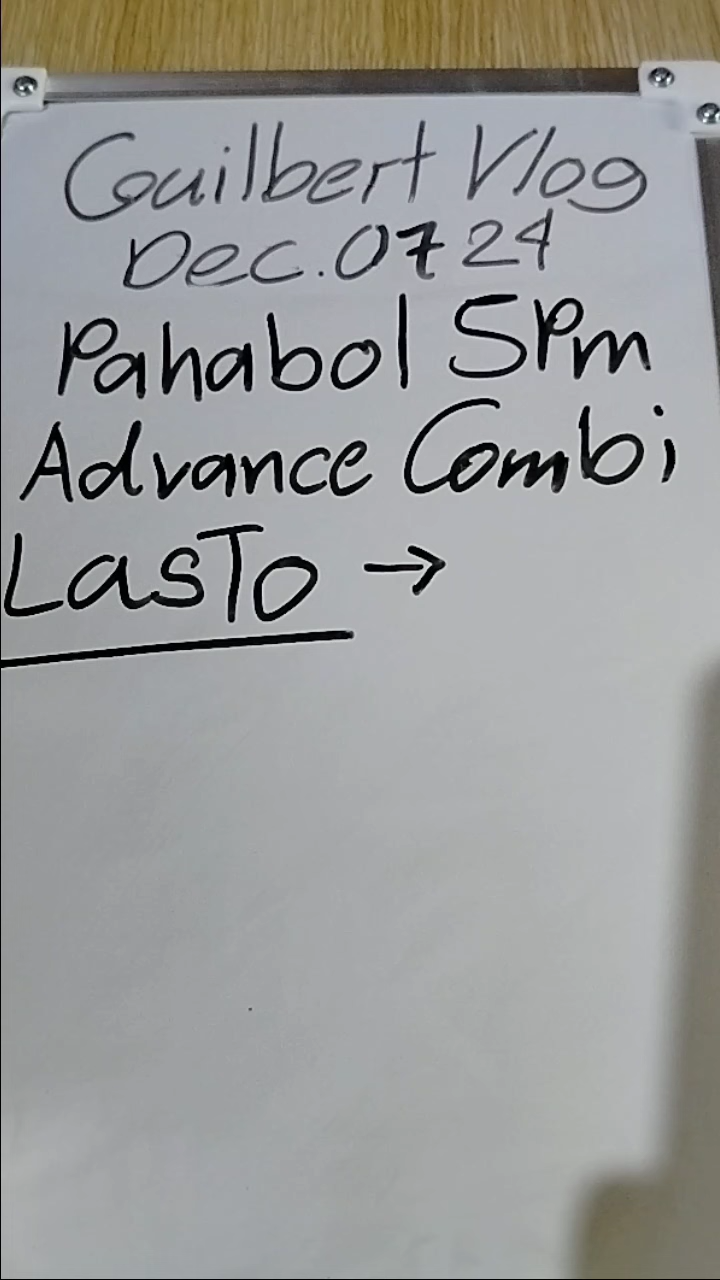 Guilbert Vlog
Dec. 07 24
Pahabol 5Pm
Advance Combi
LasTo →